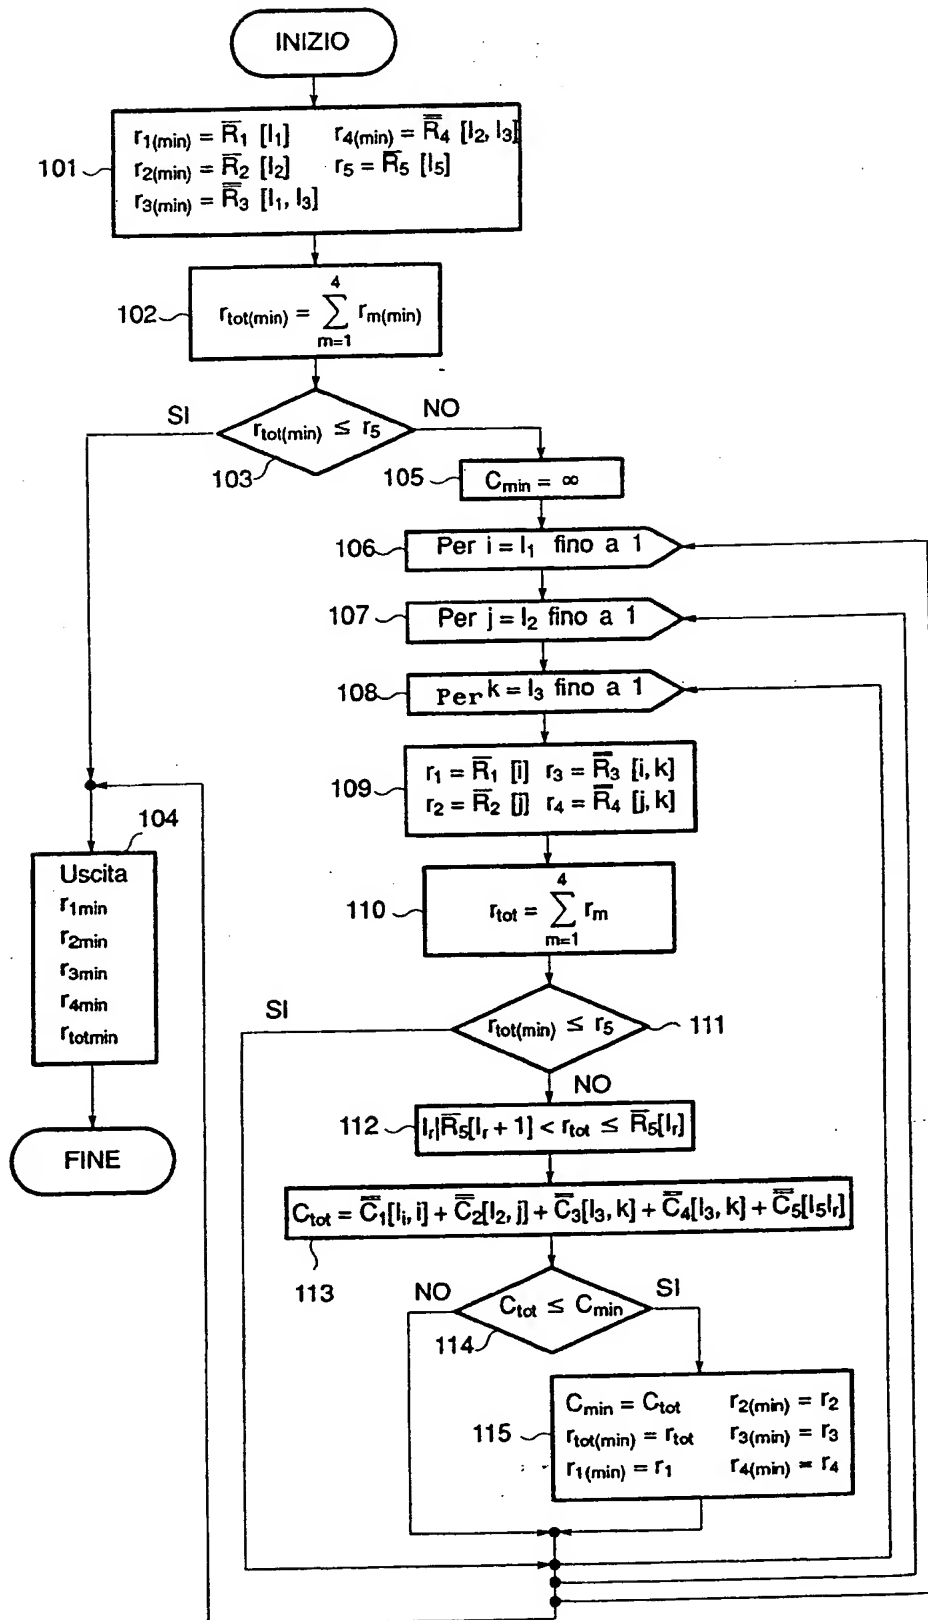 INIZIO
r1(min) = R̅1 [l1] r4(min) = R̿4 [l2, l3]
r2(min) = R̅2 [l2] r5 = R̅5 [l5]
r3(min) = R̿3 [l1, l3]
101
102
rtot(min) = ∑ m=1 4 rm(min)
SI
rtot(min) ≤ r5
NO
103
105
Cmin = ∞
106
Per i = l1 fino a 1
107
Per j = l2 fino a 1
108
Per k = l3 fino a 1
109
r1 = R̅1 [i] r3 = R̿3 [i, k]
r2 = R̅2 [j] r4 = R̿4 [j, k]
104
Uscita
r1min
r2min
r3min
r4min
rtotmin
FINE
110
rtot = ∑ m=1 4 rm
SI
rtot(min) ≤ r5
111
NO
112
lr|R̅5[lr + 1] < rtot ≤ R̅5[lr]
Ctot = C̿1[li, i] + C̿2[l2, j] + C̿3[l3, k] + C̿4[l3, k] + C̿5[l5lr]
113
NO
Ctot ≤ Cmin
SI
114
115
Cmin = Ctot r2(min) = r2
rtot(min) = rtot r3(min) = r3
r1(min) = r1 r4(min) = r4